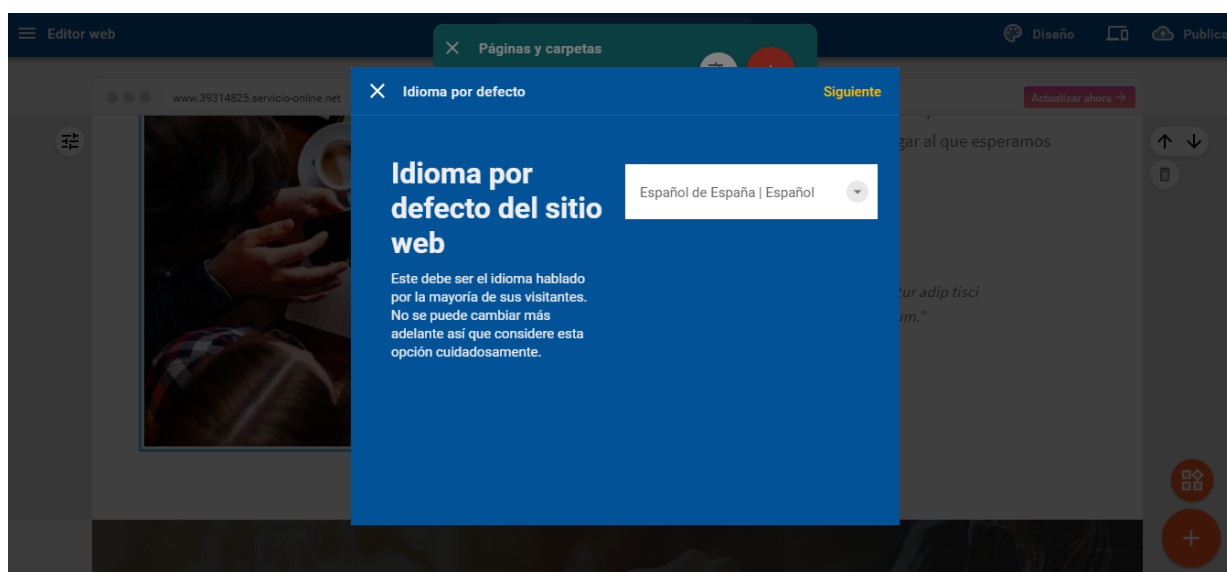 Editor web
Páginas y carpetas
Diseño
Publica
www.39314825.servicio-online.net
Idioma por defecto
Siguiente
Actualizar ahora →
gar al que esperamos
Idioma por
defecto del sitio
web
Español de España | Español
Este debe ser el idioma hablado
por la mayoría de sus visitantes.
No se puede cambiar más
adelante así que considere esta
opción cuidadosamente.
tur adip tisci
um."